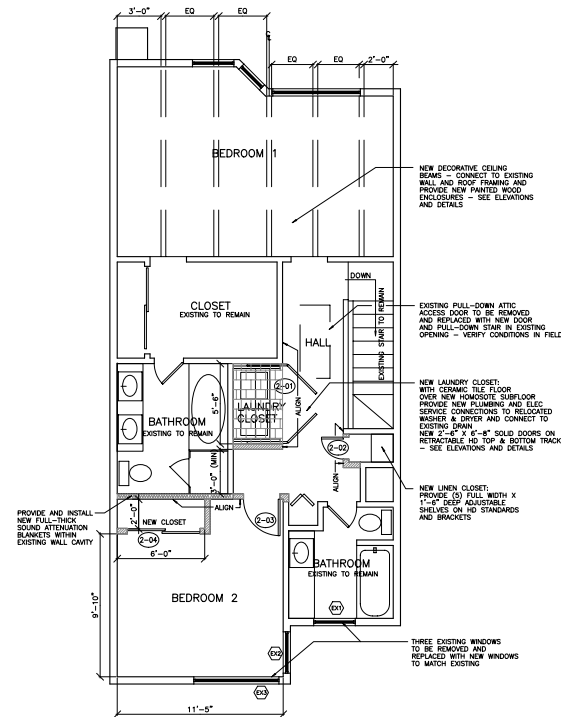 3'-0" EQ EQ
EQ EQ 2'-0"
BEDROOM 1
NEW DECORATIVE CEILING
BEAMS – CONNECT TO EXISTING
WALL AND ROOF FRAMING AND
PROVIDE NEW PAINTED WOOD
ENCLOSURES – SEE ELEVATIONS
AND DETAILS
DOWN
CLOSET
EXISTING TO REMAIN
EXISTING STAIR TO REMAIN
HALL
EXISTING PULL-DOWN ATTIC
ACCESS DOOR TO BE REMOVED
AND REPLACED WITH NEW DOOR
AND PULL-DOWN STAIR IN EXISTING
OPENING – VERIFY CONDITIONS IN FIELD
2-01
5'-6"
LAUNDRY
CLOSET
ALIGN
BATHROOM
EXISTING TO REMAIN
NEW LAUNDRY CLOSET:
WITH CERAMIC TILE FLOOR
OVER NEW HOMOSOTE SUBFLOOR
PROVIDE NEW PLUMBING AND ELEC
SERVICE CONNECTIONS TO RELOCATED
WASHER & DRYER AND CONNECT TO
EXISTING DRAIN
NEW 2'-6" X 6'-8" SOLID DOORS ON
RETRACTABLE HD TOP & BOTTOM TRACK
– SEE ELEVATIONS AND DETAILS
2-02
3'-0" (MIN)
ALIGN
NEW LINEN CLOSET:
PROVIDE (5) FULL WIDTH X
1'-6" DEEP ADJUSTABLE
SHELVES ON HD STANDARDS
AND BRACKETS
PROVIDE AND INSTALL
NEW FULL-THICK
SOUND ATTENUATION
BLANKETS WITHIN
EXISTING WALL CAVITY
2'-0"
ALIGN
NEW CLOSET
2-03
2-04
6'-0"
BATHROOM
EXISTING TO REMAIN
BEDROOM 2
9'-10"
EX1
EX2
EX3
THREE EXISTING WINDOWS
TO BE REMOVED AND
REPLACED WITH NEW WINDOWS
TO MATCH EXISTING
11'-5"